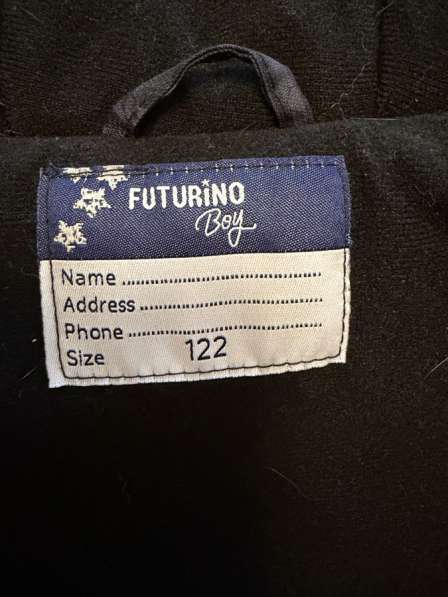 FUTURiNO
Boy
Name ........................................
Address ....................................
Phone ......................................
Size 122